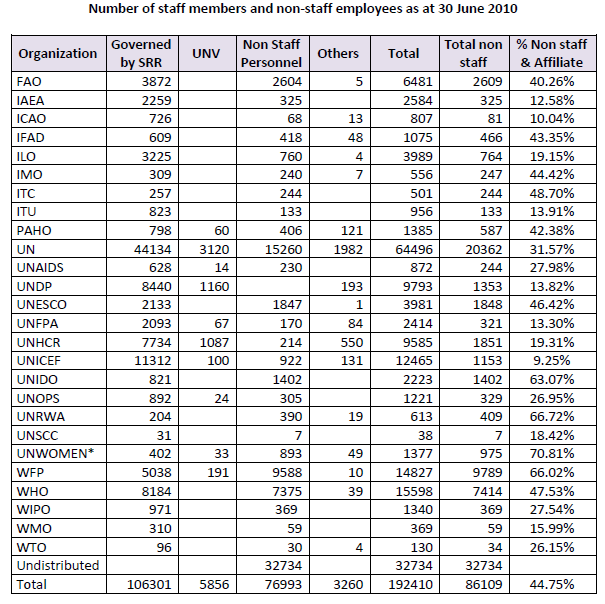 Number of staff members and non-staff employees as at 30 June 2010
Organization Governed by SRR UNV Non Staff Personnel Others Total Total non staff % Non staff & Affiliate
FAO 3872 2604 5 6481 2609 40.26%
IAEA 2259 325 2584 325 12.58%
ICAO 726 68 13 807 81 10.04%
IFAD 609 418 48 1075 466 43.35%
ILO 3225 760 4 3989 764 19.15%
IMO 309 240 7 556 247 44.42%
ITC 257 244 501 244 48.70%
ITU 823 133 956 133 13.91%
PAHO 798 60 406 121 1385 587 42.38%
UN 44134 3120 15260 1982 64496 20362 31.57%
UNAIDS 628 14 230 872 244 27.98%
UNDP 8440 1160 193 9793 1353 13.82%
UNESCO 2133 1847 1 3981 1848 46.42%
UNFPA 2093 67 170 84 2414 321 13.30%
UNHCR 7734 1087 214 550 9585 1851 19.31%
UNICEF 11312 100 922 131 12465 1153 9.25%
UNIDO 821 1402 2223 1402 63.07%
UNOPS 892 24 305 1221 329 26.95%
UNRWA 204 390 19 613 409 66.72%
UNSCC 31 7 38 7 18.42%
UNWOMEN* 402 33 893 49 1377 975 70.81%
WFP 5038 191 9588 10 14827 9789 66.02%
WHO 8184 7375 39 15598 7414 47.53%
WIPO 971 369 1340 369 27.54%
WMO 310 59 369 59 15.99%
WTO 96 30 4 130 34 26.15%
Undistributed 32734 32734 32734
Total 106301 5856 76993 3260 192410 86109 44.75%